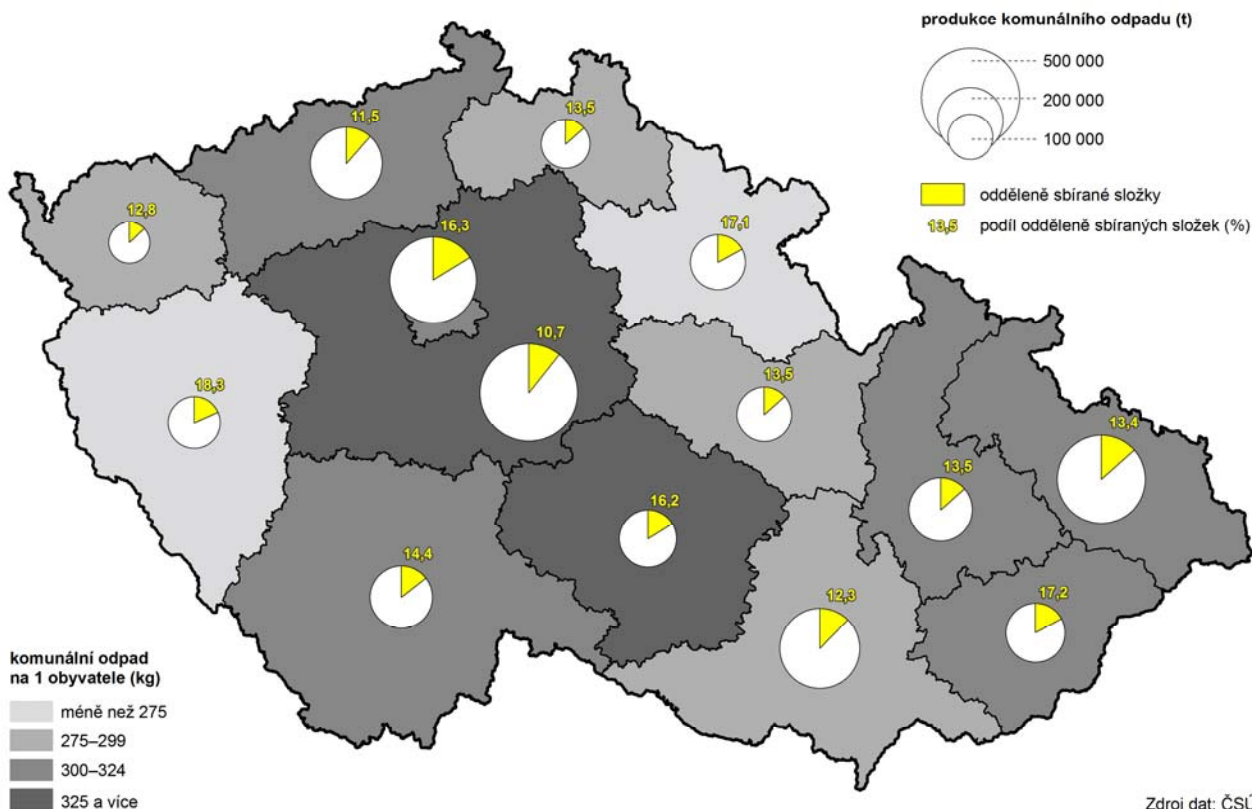 produkce komunálního odpadu (t)
500 000
200 000
100 000
odděleně sbírané složky
13,5 podíl odděleně sbíraných složek (%)
11,5
13,5
12,8
16,3
17,1
10,7
18,3
13,5
13,4
13,5
16,2
14,4
12,3
17,2
komunální odpad
na 1 obyvatele (kg)
méně než 275
275–299
300–324
325 a více
Zdroj dat: ČSÚ